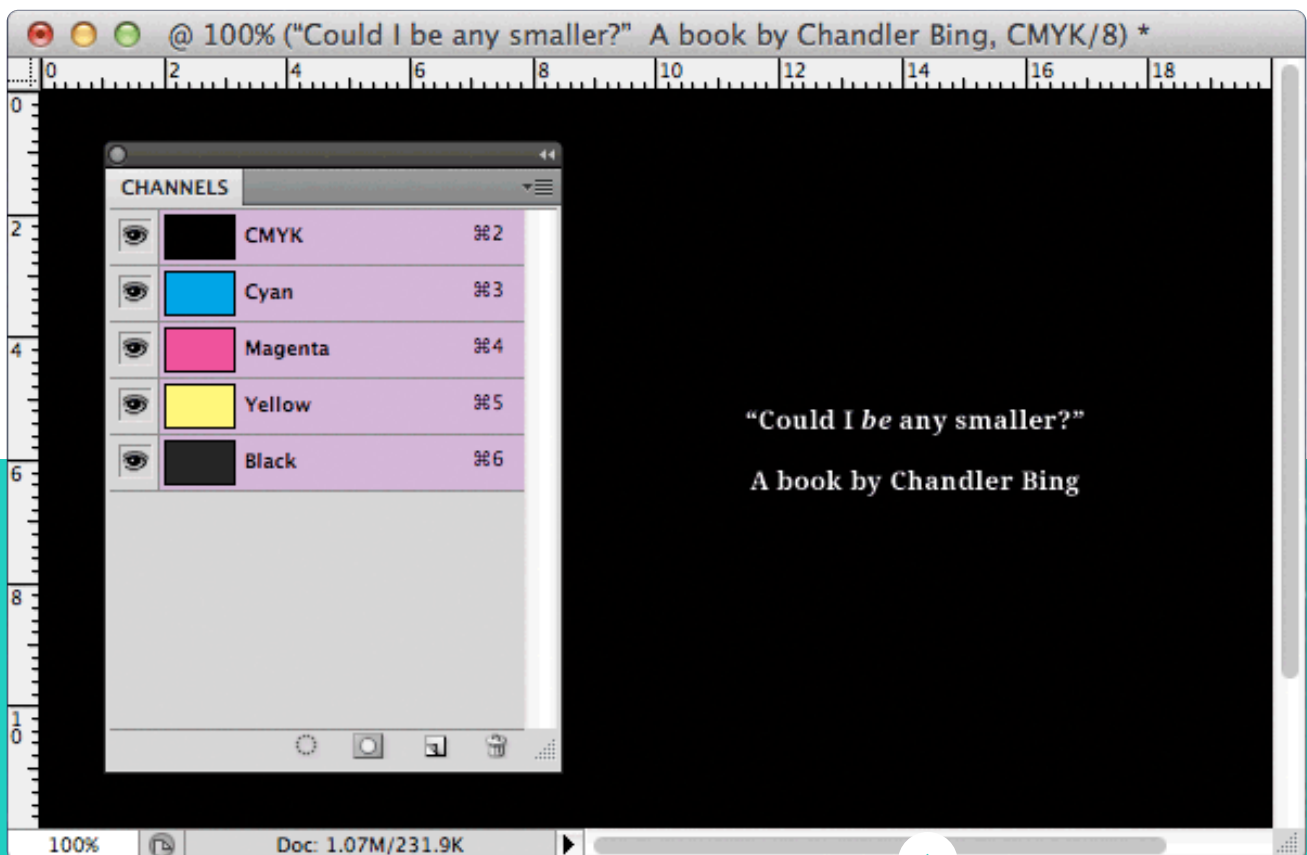 @ 100% (“Could I be any smaller?”  A book by Chandler Bing, CMYK/8) *
0 2 4 6 8 10 12 14 16 18
0
2
4
6
8
10
CHANNELS
CMYK ⌘2
Cyan ⌘3
Magenta ⌘4
Yellow ⌘5
Black ⌘6
“Could I be any smaller?”
A book by Chandler Bing
100% Doc: 1.07M/231.9K